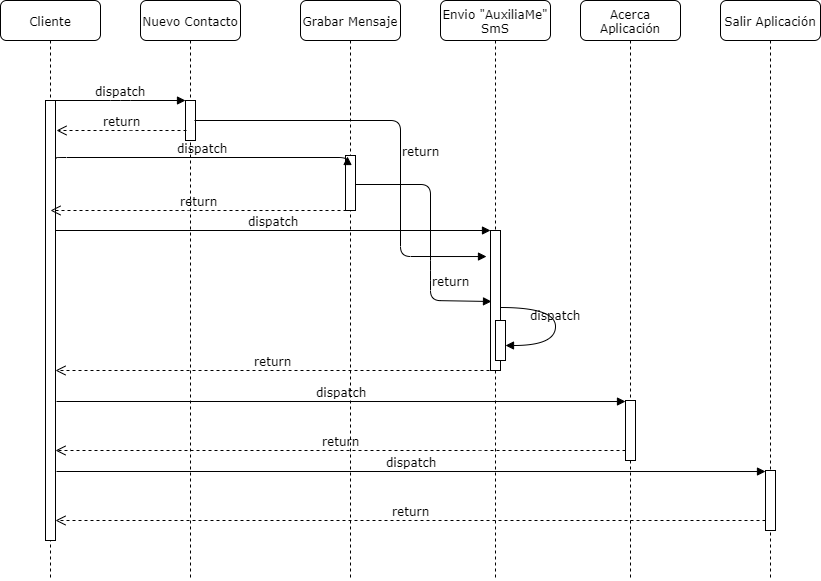 Cliente
Nuevo Contacto
Grabar Mensaje
Envio "AuxiliaMe"
SmS
Acerca
Aplicación
Salir Aplicación
dispatch
return
dispatch
return
return
dispatch
return
dispatch
return
dispatch
return
dispatch
return